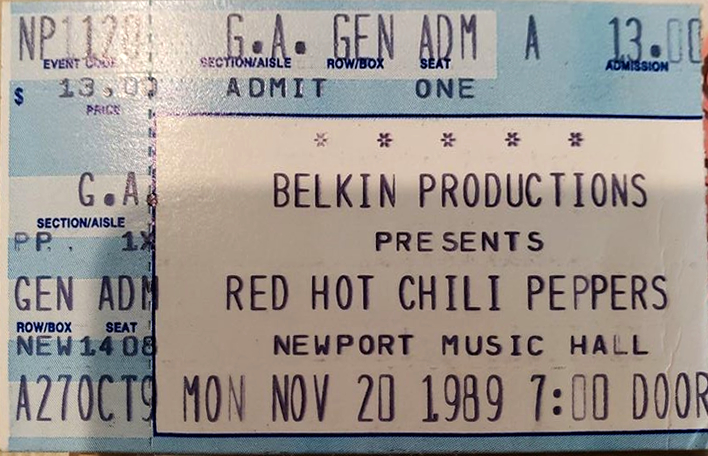 NP1120 G.A. GEN ADM A 13.00
EVENT CODE SECTION/AISLE ROW/BOX SEAT ADMISSION
$ 13.00 ADMIT ONE
PRICE
* * * * *
G.A. BELKIN PRODUCTIONS
SECTION/AISLE
PP. 1X PRESENTS
GEN ADM RED HOT CHILI PEPPERS
ROW/BOX SEAT
NEW1408 NEWPORT MUSIC HALL
A27OCT9 MON NOV 20 1989 7:00 DOOR